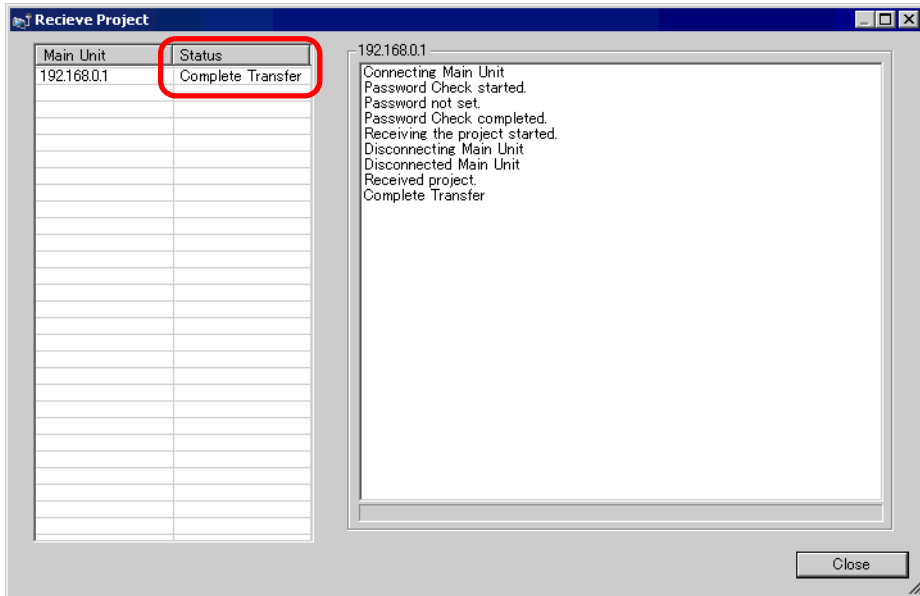 Recieve Project
Main Unit Status
192.168.0.1 Complete Transfer
192.168.0.1
Connecting Main Unit
Password Check started.
Password not set.
Password Check completed.
Receiving the project started.
Disconnecting Main Unit
Disconnected Main Unit
Received project.
Complete Transfer
Close